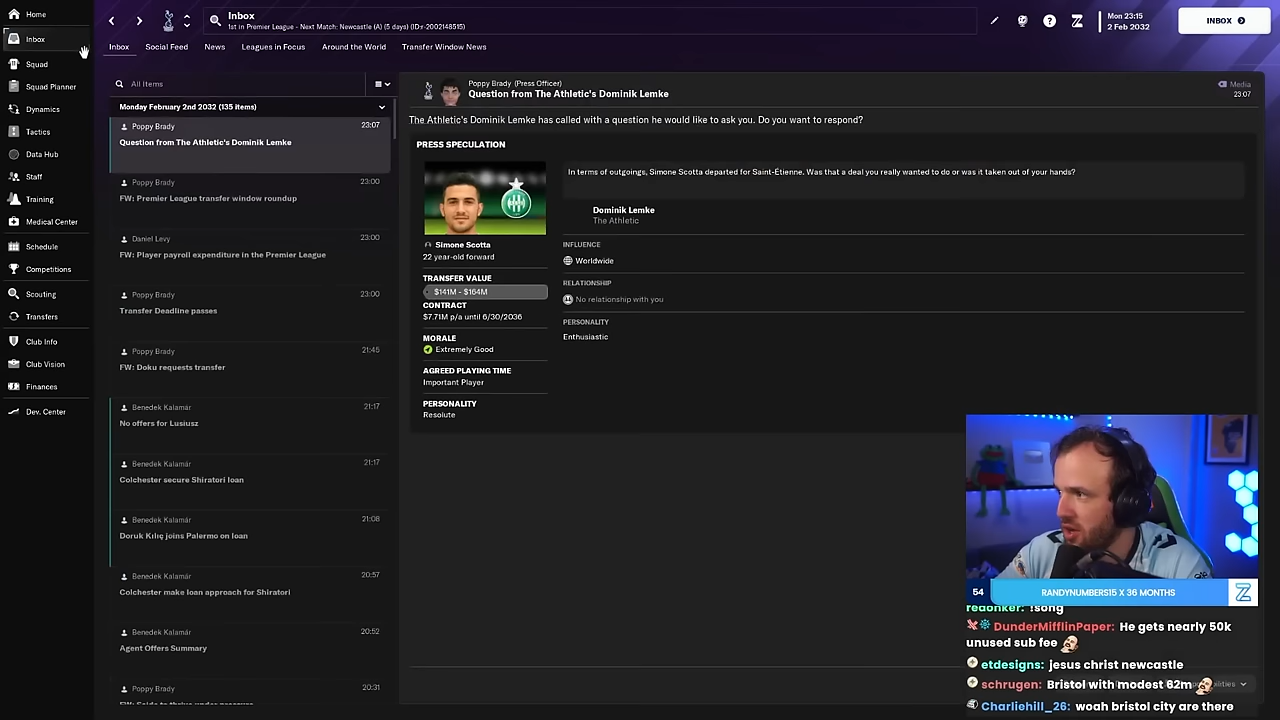 Home
Inbox
Squad
Squad Planner
Dynamics
Tactics
Data Hub
Staff
Training
Medical Center
Schedule
Competitions
Scouting
Transfers
Club Info
Club Vision
Finances
Dev. Center
Inbox
1st in Premier League - Next Match: Newcastle (A) (5 days) (ID:r-2002148515)
Mon 23:15
2 Feb 2032
INBOX
Inbox
Social Feed
News
Leagues in Focus
Around the World
Transfer Window News
All Items
Monday February 2nd 2032 (135 items)
Poppy Brady 23:07
Question from The Athletic's Dominik Lemke
Poppy Brady 23:00
FW: Premier League transfer window roundup
Daniel Levy 23:00
FW: Player payroll expenditure in the Premier League
Poppy Brady 23:00
Transfer Deadline passes
Poppy Brady 21:45
FW: Doku requests transfer
Benedek Kalamár 21:17
No offers for Lusiusz
Benedek Kalamár 21:17
Colchester secure Shiratori loan
Benedek Kalamár 21:08
Doruk Kılıç joins Palermo on loan
Benedek Kalamár 20:57
Colchester make loan approach for Shiratori
Benedek Kalamár 20:52
Agent Offers Summary
Poppy Brady 20:31
Poppy Brady (Press Officer)
Question from The Athletic's Dominik Lemke
Media
23:07
The Athletic's Dominik Lemke has called with a question he would like to ask you. Do you want to respond?
PRESS SPECULATION
Simone Scotta
22 year-old forward
TRANSFER VALUE
$141M - $164M
CONTRACT
$7.71M p/a until 6/30/2036
MORALE
Extremely Good
AGREED PLAYING TIME
Important Player
PERSONALITY
Resolute
In terms of outgoings, Simone Scotta departed for Saint-Étienne. Was that a deal you really wanted to do or was it taken out of your hands?
Dominik Lemke
The Athletic
INFLUENCE
Worldwide
RELATIONSHIP
No relationship with you
PERSONALITY
Enthusiastic
54 RANDYNUMBERS15 X 36 MONTHS
redonker: !song
DunderMifflinPaper: He gets nearly 50k
unused sub fee
etdesigns: jesus christ newcastle
schrugen: Bristol with modest 62m
Charliehill_26: woah bristol city are there